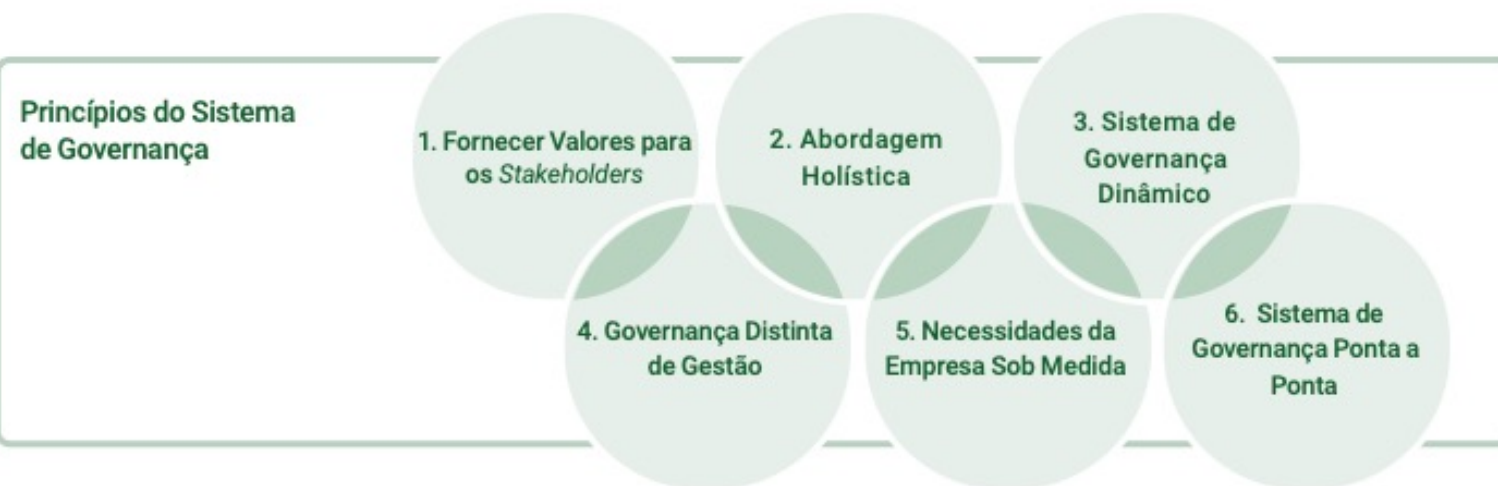 Princípios do Sistema
de Governança
1. Fornecer Valores para
os Stakeholders
2. Abordagem
Holística
3. Sistema de
Governança
Dinâmico
4. Governança Distinta
de Gestão
5. Necessidades da
Empresa Sob Medida
6. Sistema de
Governança Ponta a
Ponta